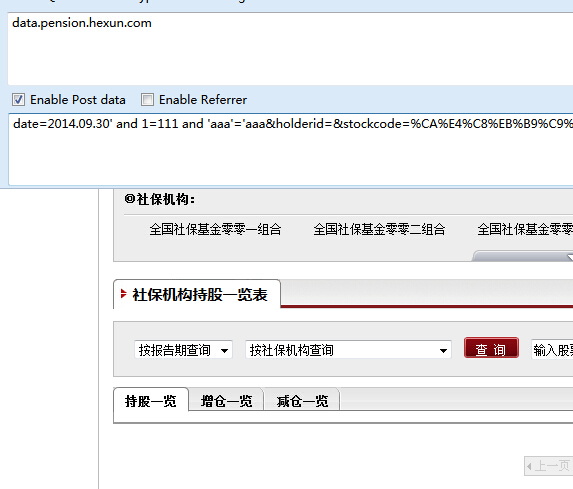 data.pension.hexun.com
Enable Post data Enable Referrer
date=2014.09.30' and 1=111 and 'aaa'='aaa&holderid=&stockcode=%CA%E4%C8%EB%B9%C9%
社保机构：
全国社保基金零零一组合 全国社保基金零零二组合 全国社保基金零零
社保机构持股一览表
按报告期查询 按社保机构查询 查 询 输入股
持股一览 增仓一览 减仓一览
上一页